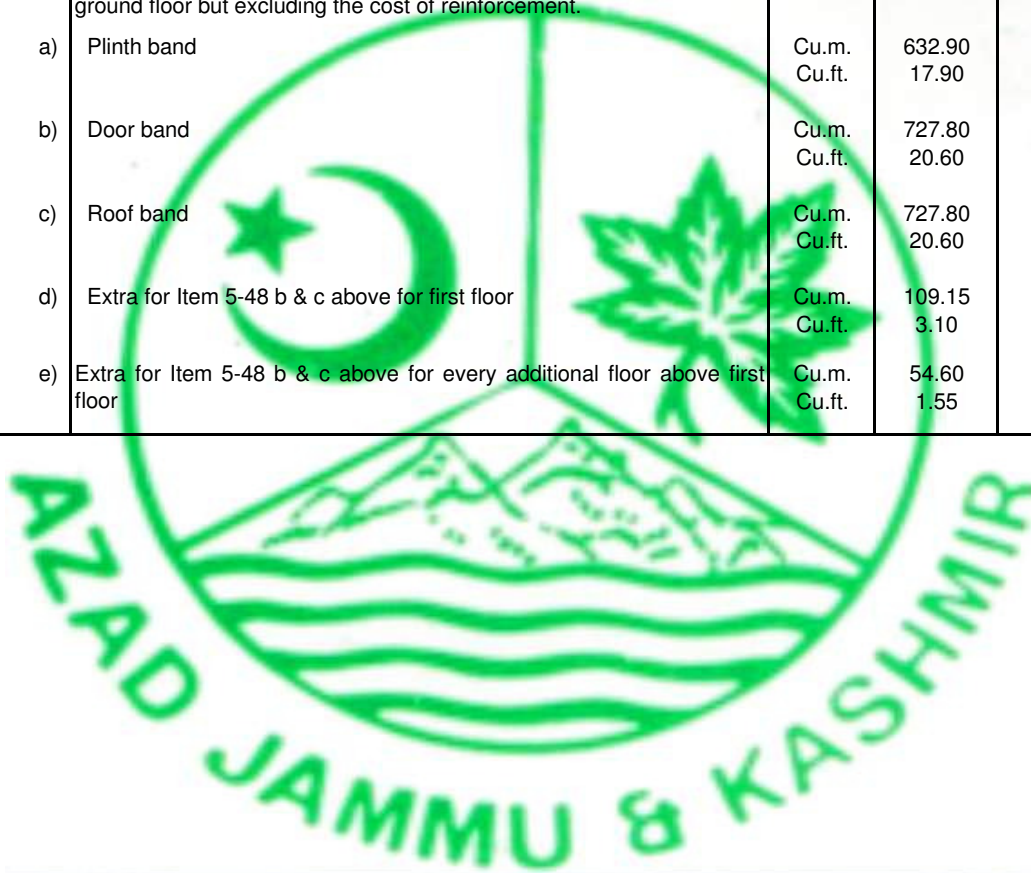 ground floor but excluding the cost of reinforcement.
a) Plinth band Cu.m. 632.90
Cu.ft. 17.90
b) Door band Cu.m. 727.80
Cu.ft. 20.60
c) Roof band Cu.m. 727.80
Cu.ft. 20.60
d) Extra for Item 5-48 b & c above for first floor Cu.m. 109.15
Cu.ft. 3.10
e) Extra for Item 5-48 b & c above for every additional floor above first Cu.m. 54.60
floor Cu.ft. 1.55
AZAD JAMMU & KASHMIR